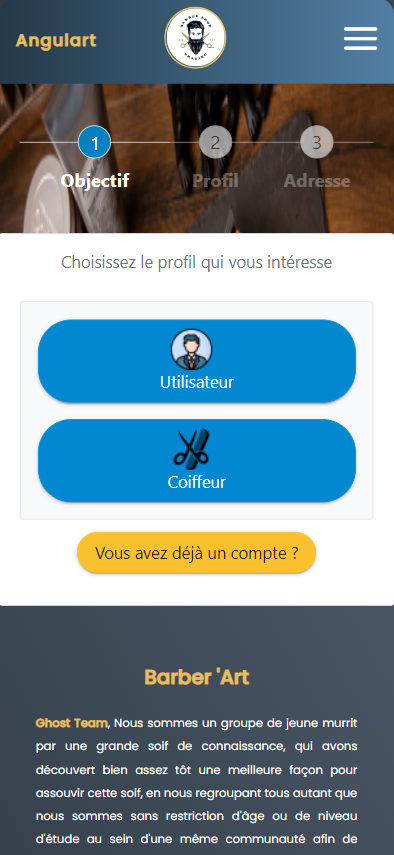 Angulart
BARBER SHOP
1
2
3
Objectif
Profil
Adresse
Choisissez le profil qui vous intéresse
Utilisateur
Coiffeur
Vous avez déjà un compte ?
Barber 'Art
Ghost Team, Nous sommes un groupe de jeune murrit
par une grande soif de connaissance, qui avons
découvert bien assez tôt une meilleure façon pour
assouvir cette soif, en nous regroupant tous autant que
nous sommes sans restriction d'âge ou de niveau
d'étude au sein d'une même communauté afin de